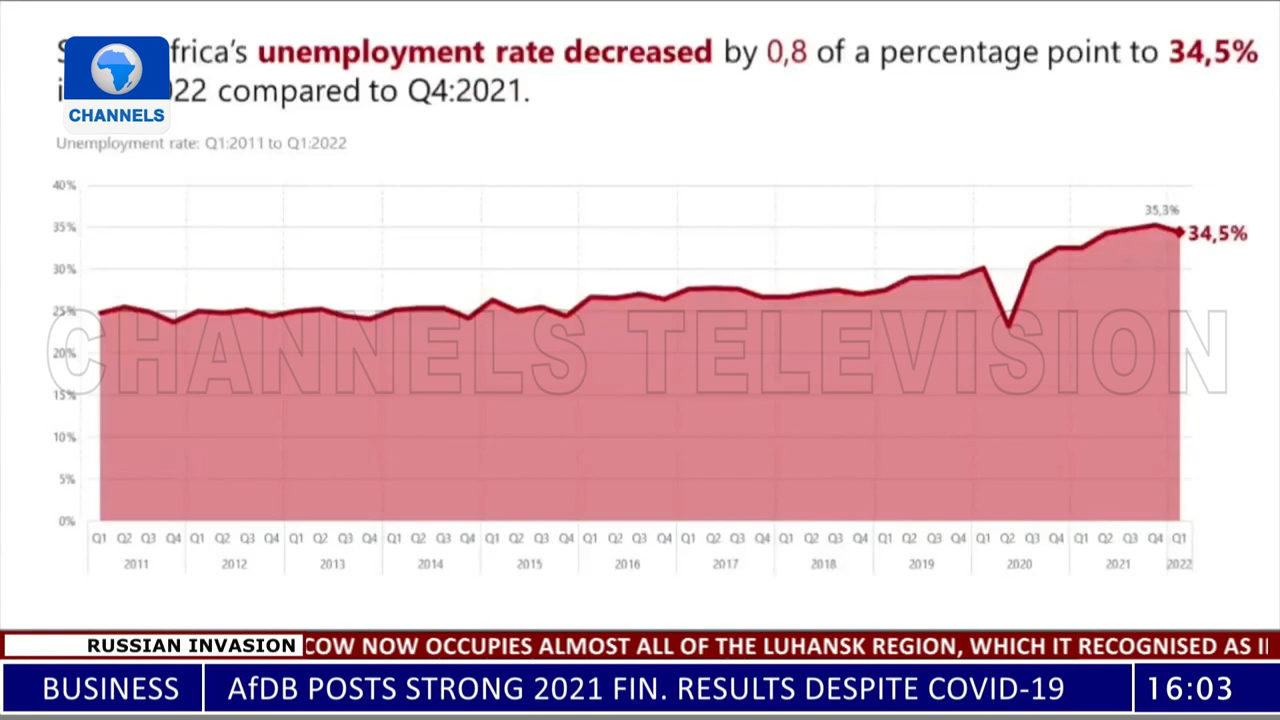 frica's unemployment rate decreased by 0,8 of a percentage point to 34,5%
22 compared to Q4:2021.
CHANNELS
Unemployment rate: Q1:2011 to Q1:2022
40%
35%
30%
25%
20%
15%
10%
5%
0%
35,3%
34,5%
CHANNELS TELEVISION
Q1 Q2 Q3 Q4 Q1 Q2 Q3 Q4 Q1 Q2 Q3 Q4 Q1 Q2 Q3 Q4 Q1 Q2 Q3 Q4 Q1 Q2 Q3 Q4 Q1 Q2 Q3 Q4 Q1 Q2 Q3 Q4 Q1 Q2 Q3 Q4 Q1 Q2 Q3 Q4 Q1 Q2 Q3 Q4 Q1
2011 2012 2013 2014 2015 2016 2017 2018 2019 2020 2021 2022
RUSSIAN INVASION COW NOW OCCUPIES ALMOST ALL OF THE LUHANSK REGION, WHICH IT RECOGNISED AS
BUSINESS AfDB POSTS STRONG 2021 FIN. RESULTS DESPITE COVID-19 16:03